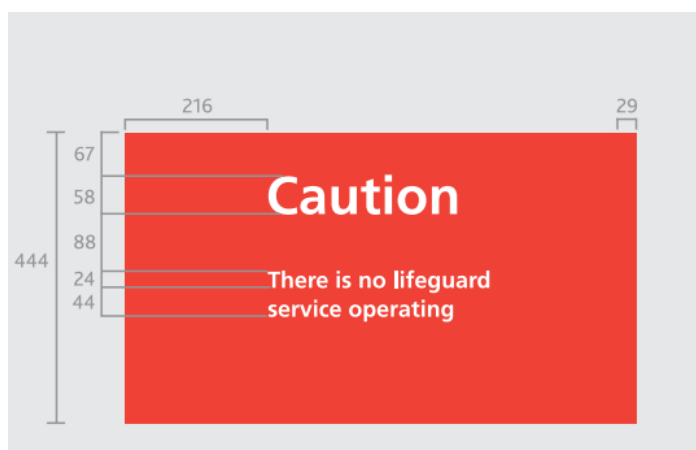 216
29
67
Caution
58
88
444
There is no lifeguard
24
service operating
44